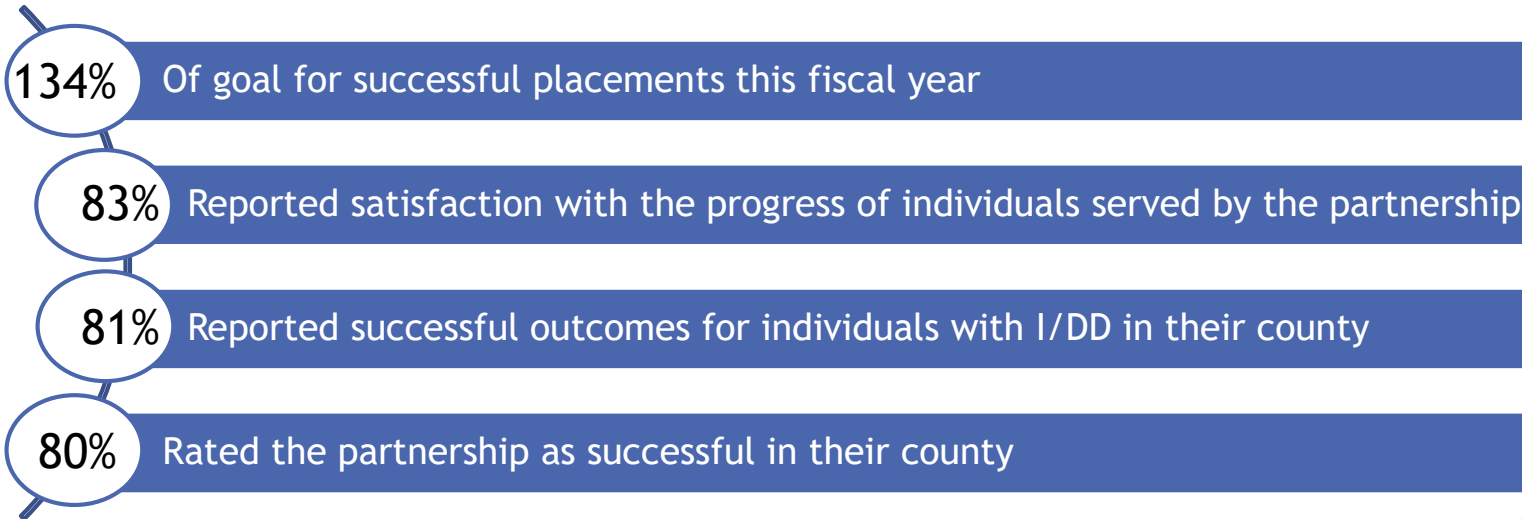 134% Of goal for successful placements this fiscal year
83% Reported satisfaction with the progress of individuals served by the partnership
81% Reported successful outcomes for individuals with I/DD in their county
80% Rated the partnership as successful in their county